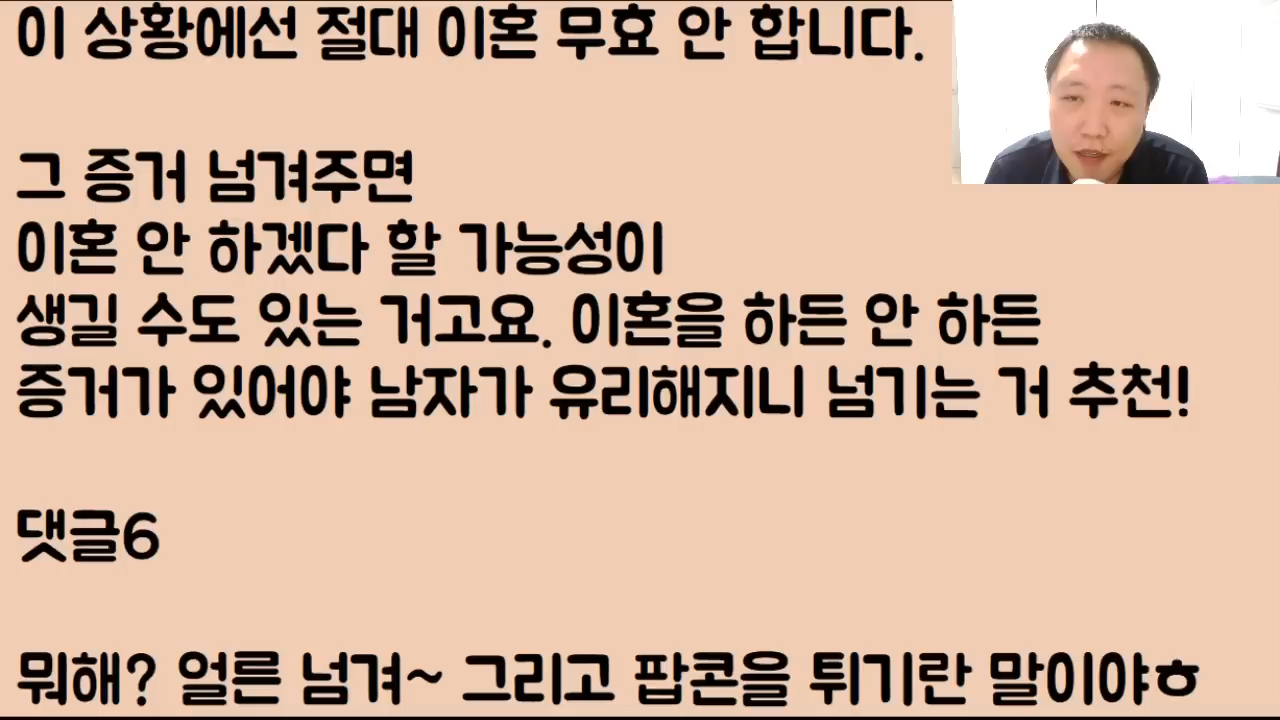 이 상황에선 절대 이혼 무효 안 합니다.
그 증거 넘겨주면
이혼 안 하겠다 할 가능성이
생길 수도 있는 거고요. 이혼을 하든 안 하든
증거가 있어야 남자가 유리해지니 넘기는 거 추천!
댓글6
뭐해? 얼른 넘겨~ 그리고 팝콘을 튀기란 말이야ㅎ